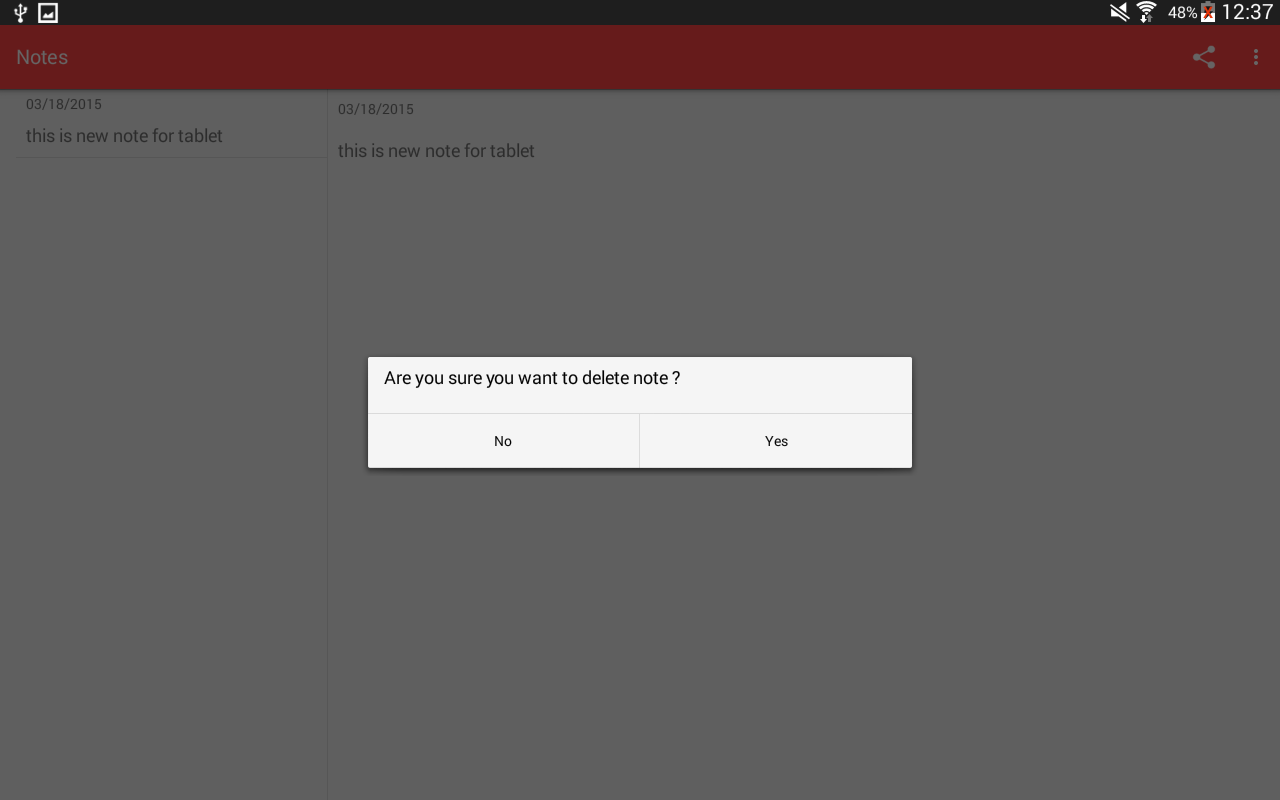 48% 12:37
Notes
03/18/2015
this is new note for tablet
03/18/2015
this is new note for tablet
Are you sure you want to delete note ?
No
Yes